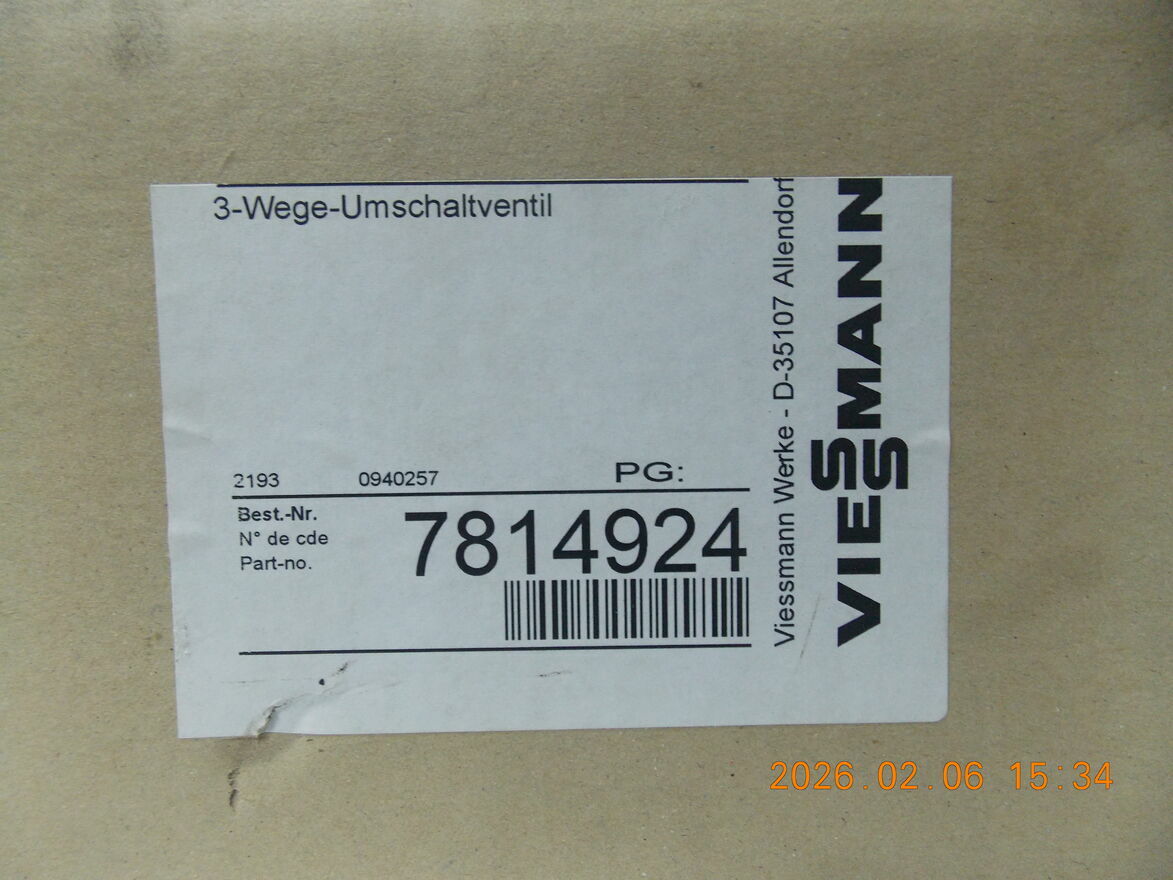 3-Wege-Umschaltventil
2193 0940257 PG:
Best.-Nr.
N° de cde
Part-no.
7814924
Viessmann Werke - D-35107 Allendorf
VIESSMANN
2026.02.06 15:34